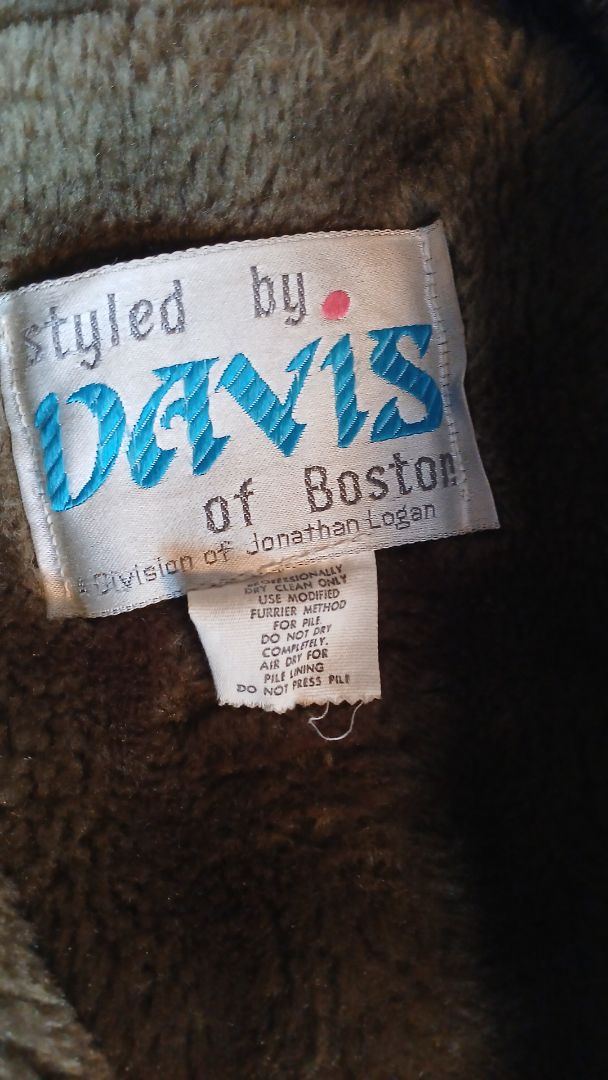 styled by
DAViS
of Boston
Division of Jonathan Logan
PROFESSIONALLY
DRY CLEAN ONLY
USE MODIFIED
FURRIER METHOD
FOR PILE
DO NOT DRY
COMPLETELY.
AIR DRY FOR
PILE LINING
DO NOT PRESS PILE